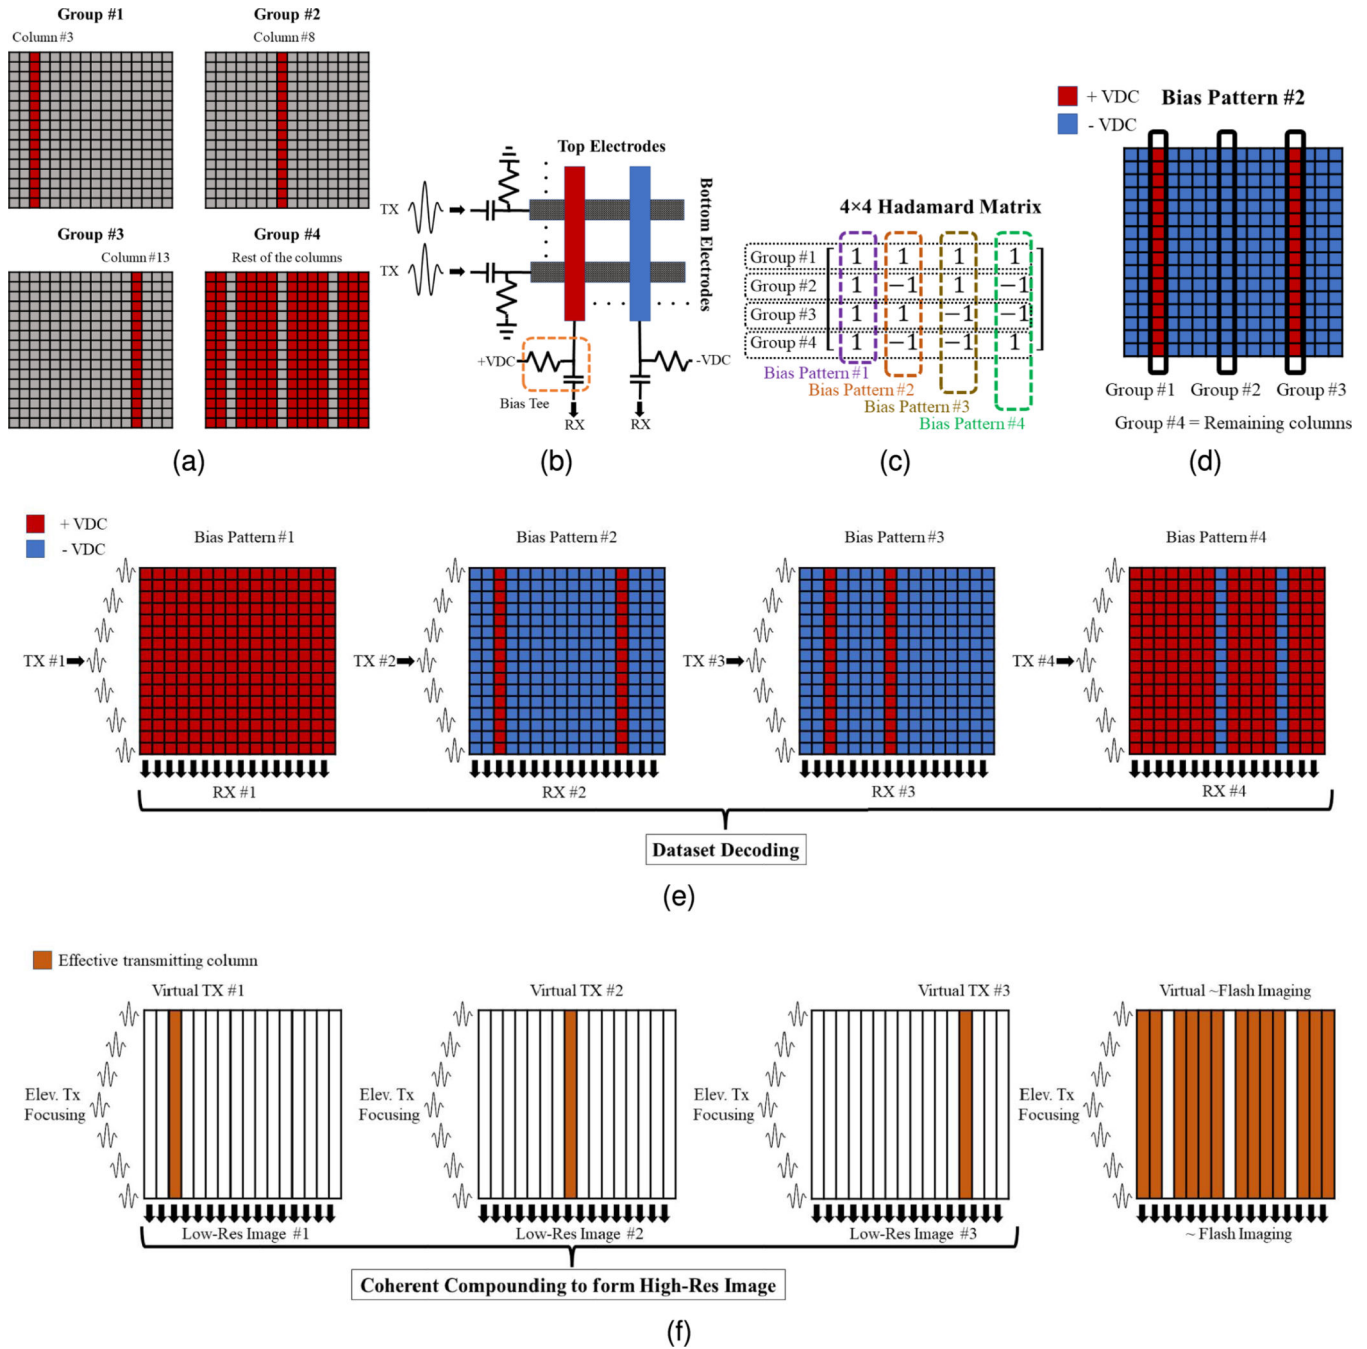 Group #1
Column #3
Group #2
Column #8
Group #3
Column #13
Group #4
Rest of the columns
(a)
Top Electrodes
Bottom Electrodes
TX
TX
+VDC
-VDC
Bias Tee
RX
RX
(b)
4×4 Hadamard Matrix
Group #1 1 1 1 1
Group #2 1 −1 1 −1
Group #3 1 1 −1 −1
Group #4 1 −1 −1 1
Bias Pattern #1
Bias Pattern #2
Bias Pattern #3
Bias Pattern #4
(c)
+ VDC
- VDC
Bias Pattern #2
Group #1 Group #2 Group #3
Group #4 = Remaining columns
(d)
+ VDC
- VDC
Bias Pattern #1
Bias Pattern #2
Bias Pattern #3
Bias Pattern #4
TX #1
TX #2
TX #3
TX #4
RX #1
RX #2
RX #3
RX #4
Dataset Decoding
(e)
Effective transmitting column
Virtual TX #1
Virtual TX #2
Virtual TX #3
Virtual ~Flash Imaging
Elev. Tx
Focusing
Elev. Tx
Focusing
Elev. Tx
Focusing
Elev. Tx
Focusing
Low-Res Image #1
Low-Res Image #2
Low-Res Image #3
~ Flash Imaging
Coherent Compounding to form High-Res Image
(f)